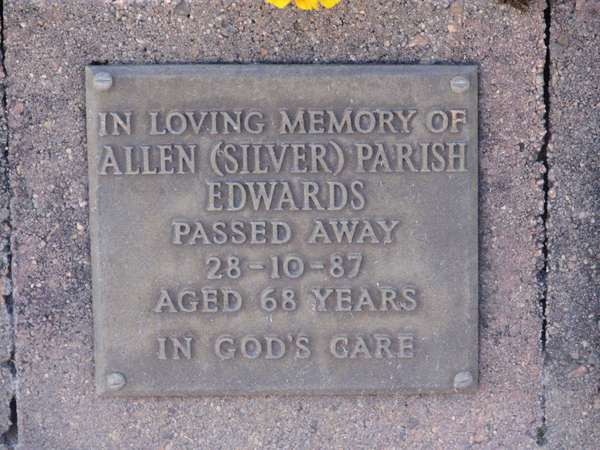 IN LOVING MEMORY OF
ALLEN (SILVER) PARISH
EDWARDS
PASSED AWAY
28-10-87
AGED 68 YEARS
IN GOD'S CARE